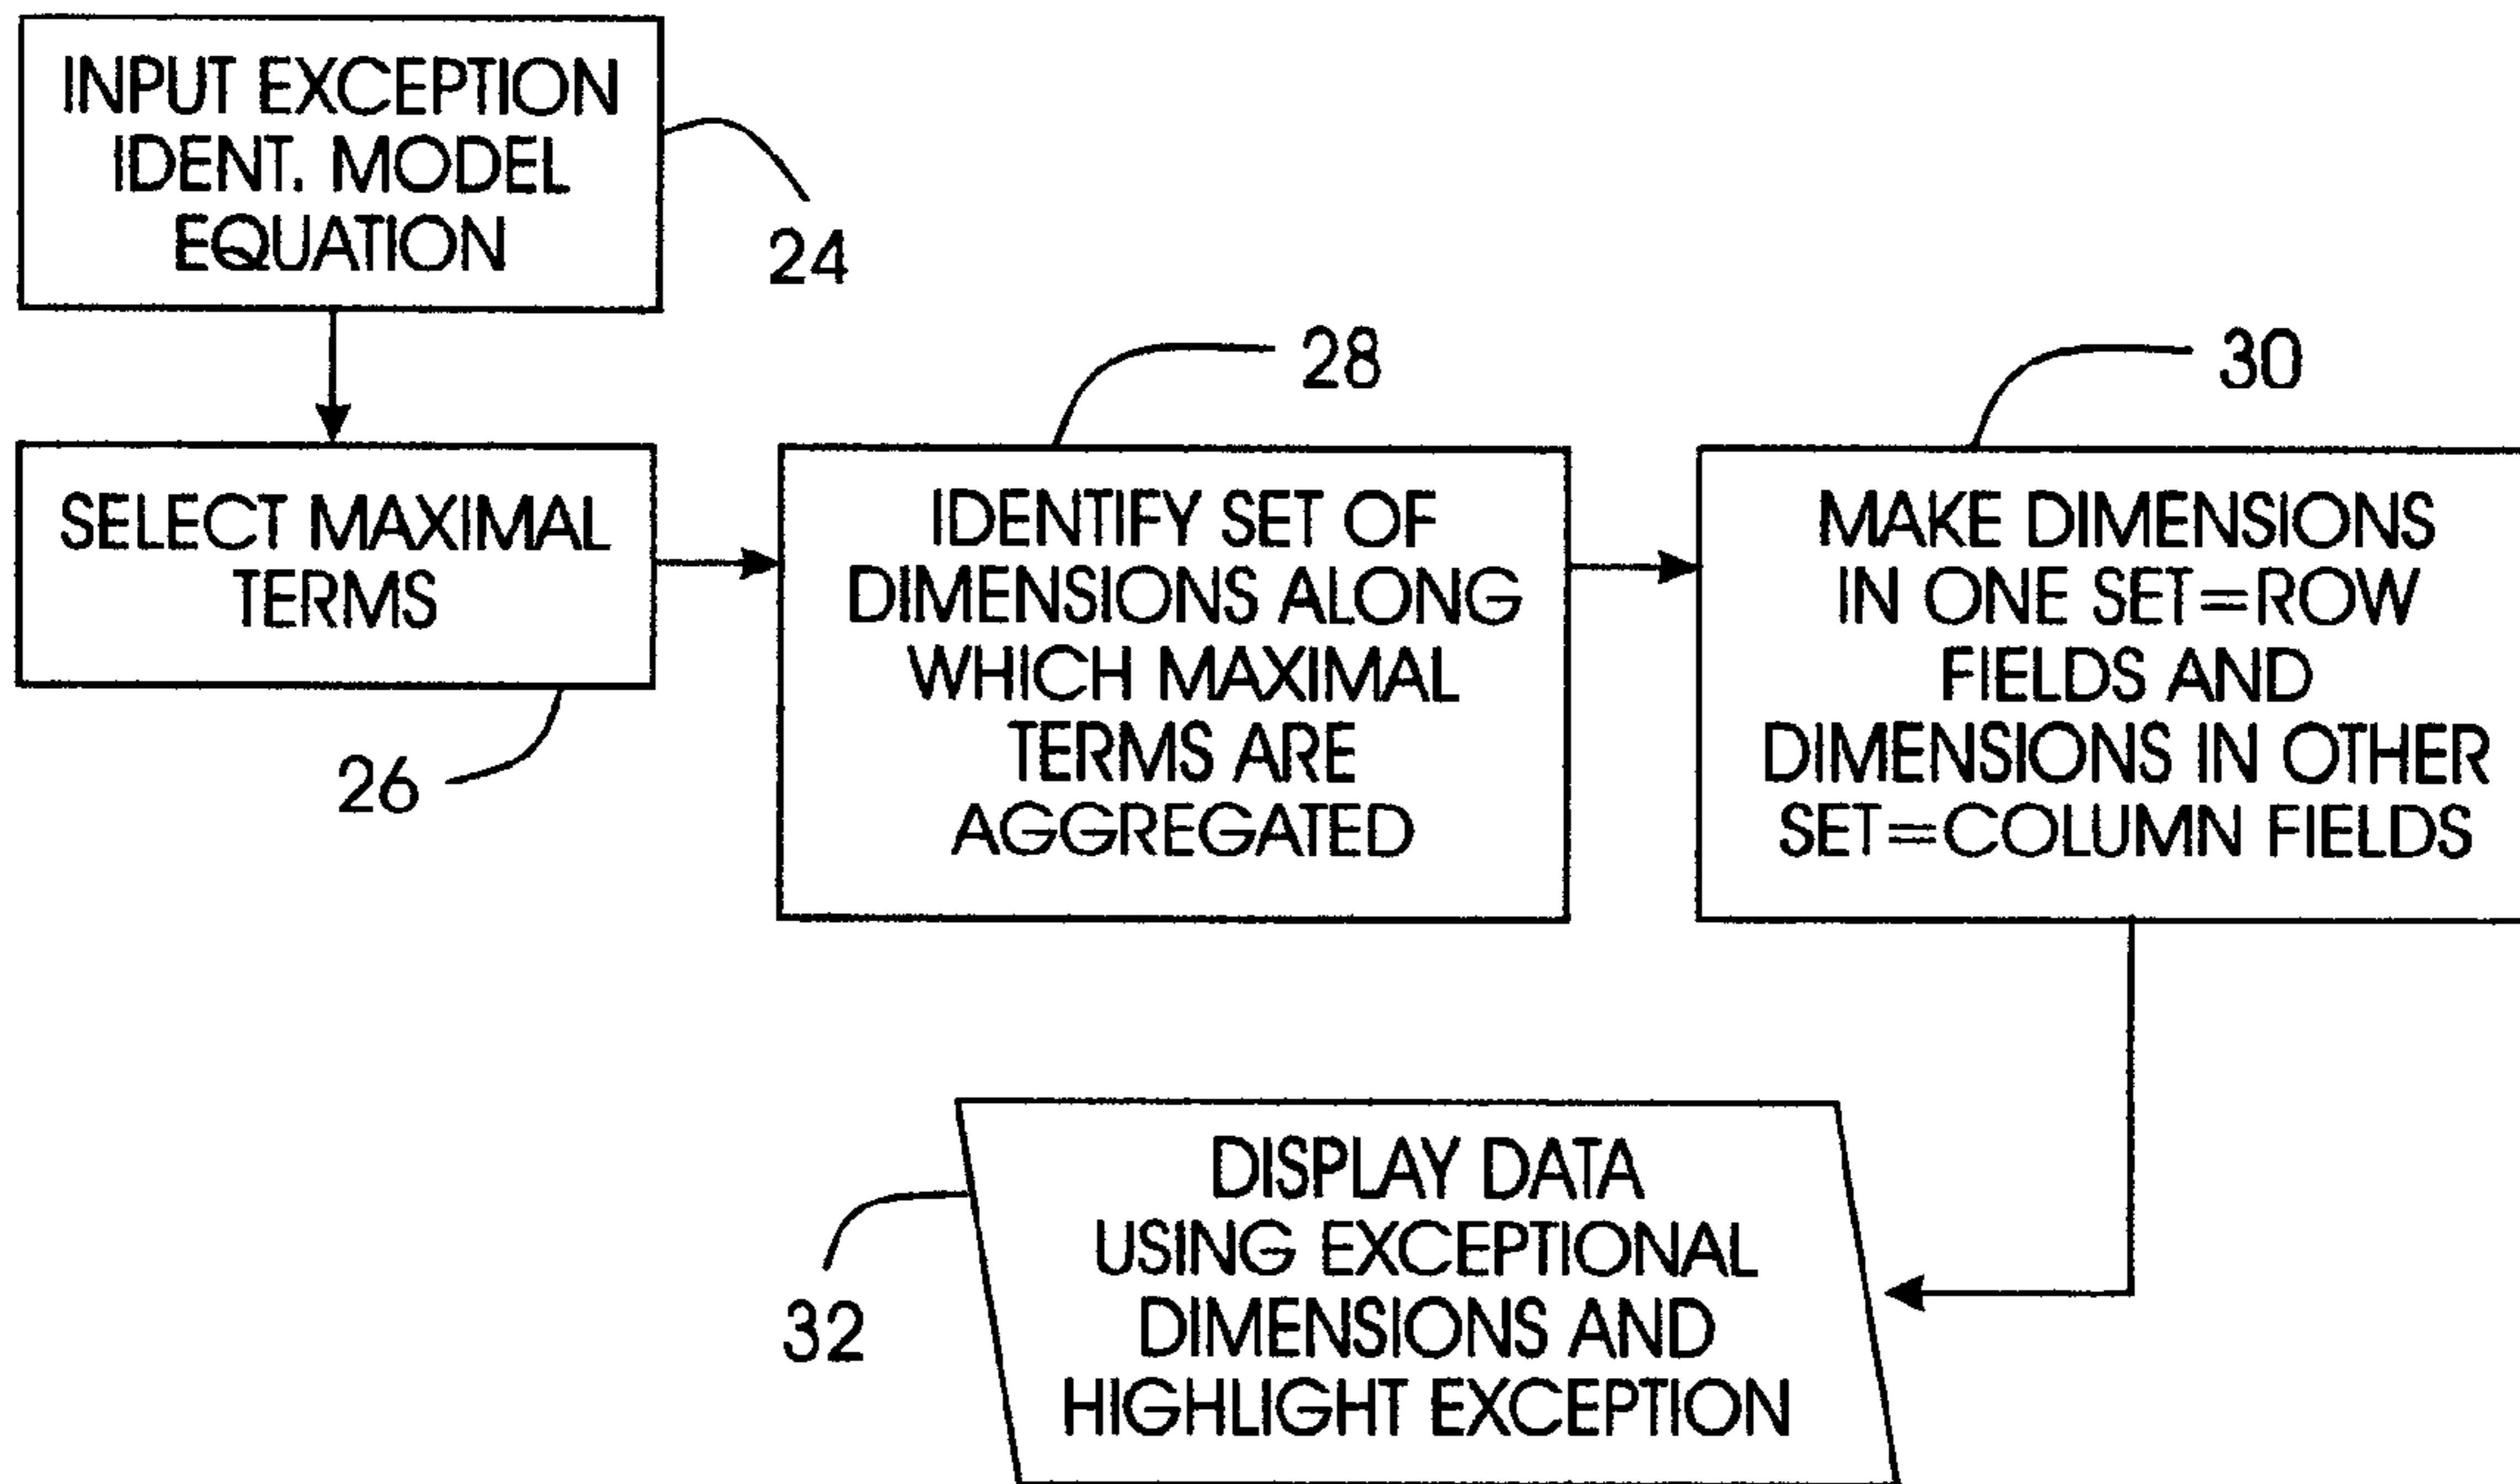 INPUT EXCEPTION
IDENT. MODEL
EQUATION
24
SELECT MAXIMAL
TERMS
26
28
IDENTIFY SET OF
DIMENSIONS ALONG
WHICH MAXIMAL
TERMS ARE
AGGREGATED
30
MAKE DIMENSIONS
IN ONE SET=ROW
FIELDS AND
DIMENSIONS IN OTHER
SET=COLUMN FIELDS
DISPLAY DATA
USING EXCEPTIONAL
DIMENSIONS AND
HIGHLIGHT EXCEPTION
32